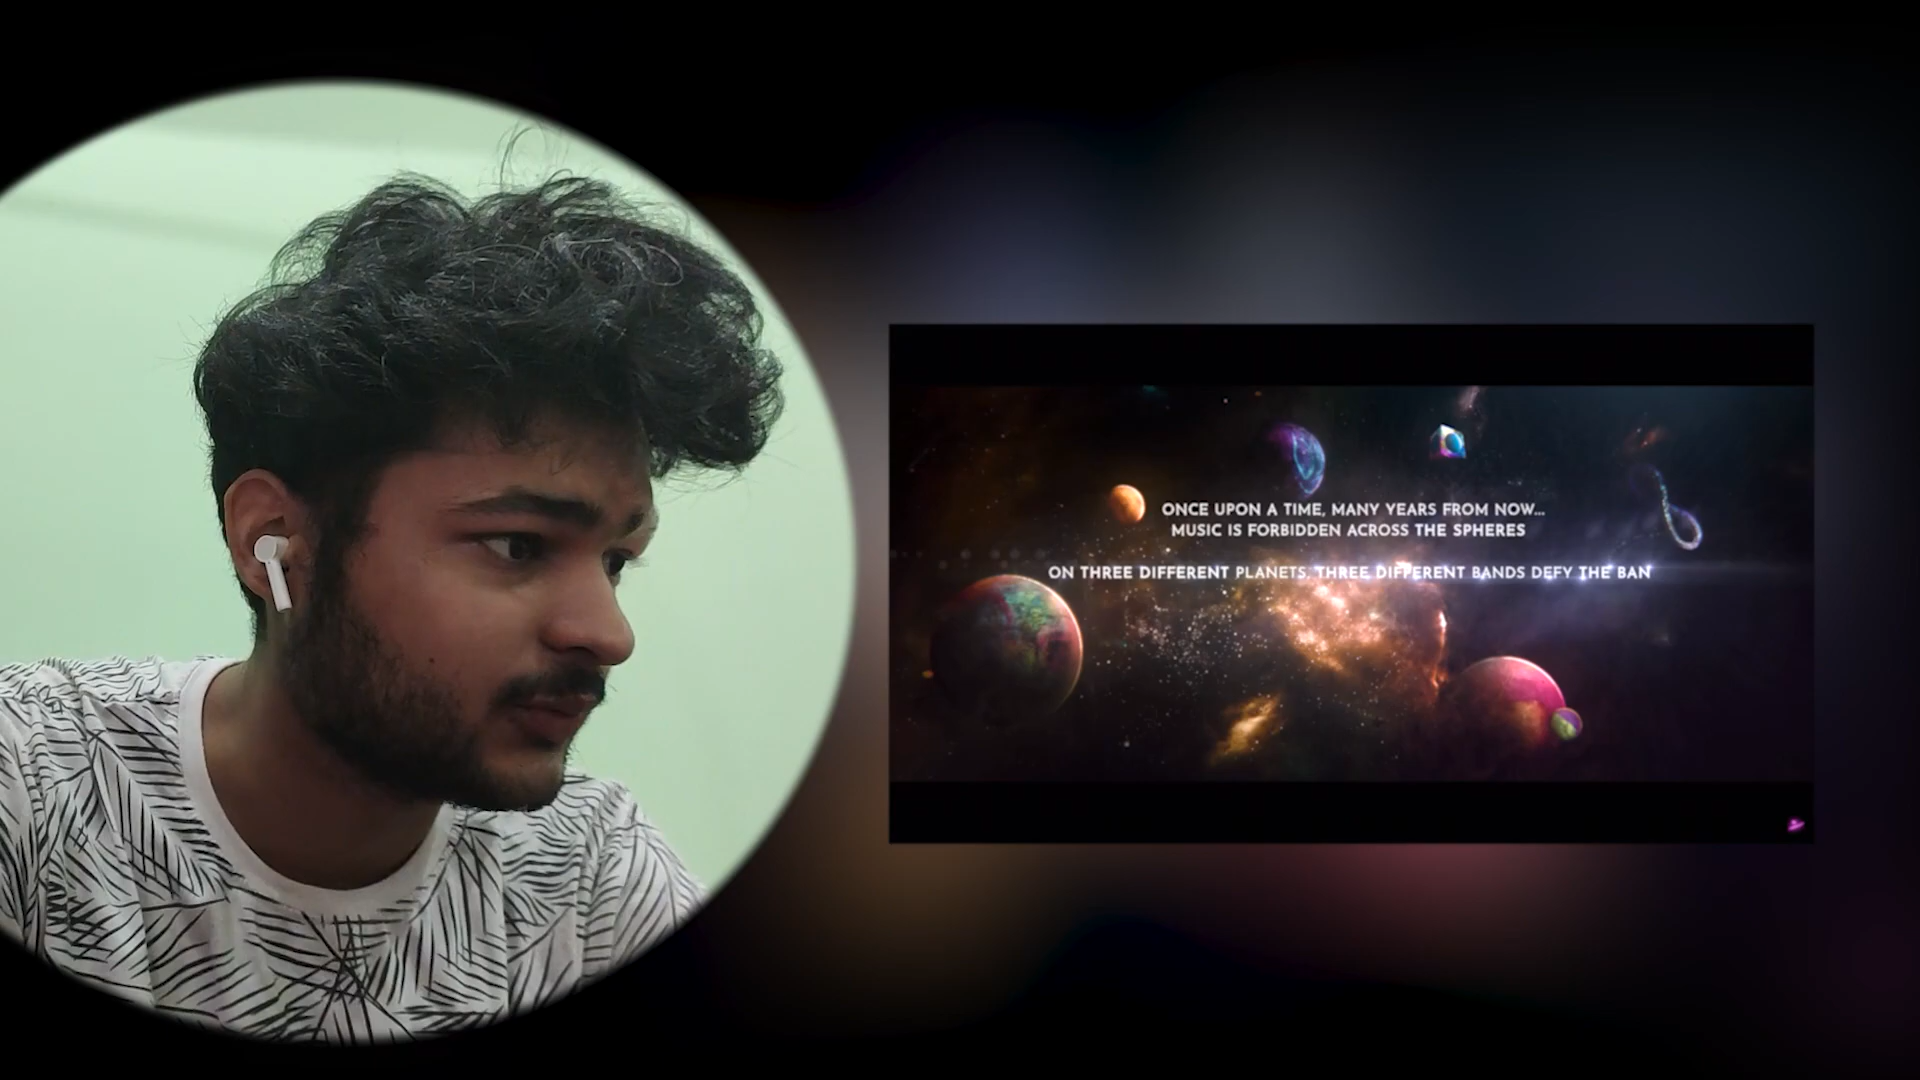 ONCE UPON A TIME, MANY YEARS FROM NOW...
MUSIC IS FORBIDDEN ACROSS THE SPHERES
ON THREE DIFFERENT PLANETS, THREE DIFFERENT BANDS DEFY THE BAN